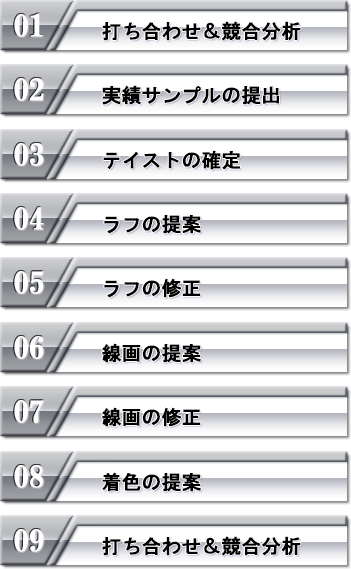 01 打ち合わせ＆競合分析
02 実績サンプルの提出
03 テイストの確定
04 ラフの提案
05 ラフの修正
06 線画の提案
07 線画の修正
08 着色の提案
09 打ち合わせ＆競合分析